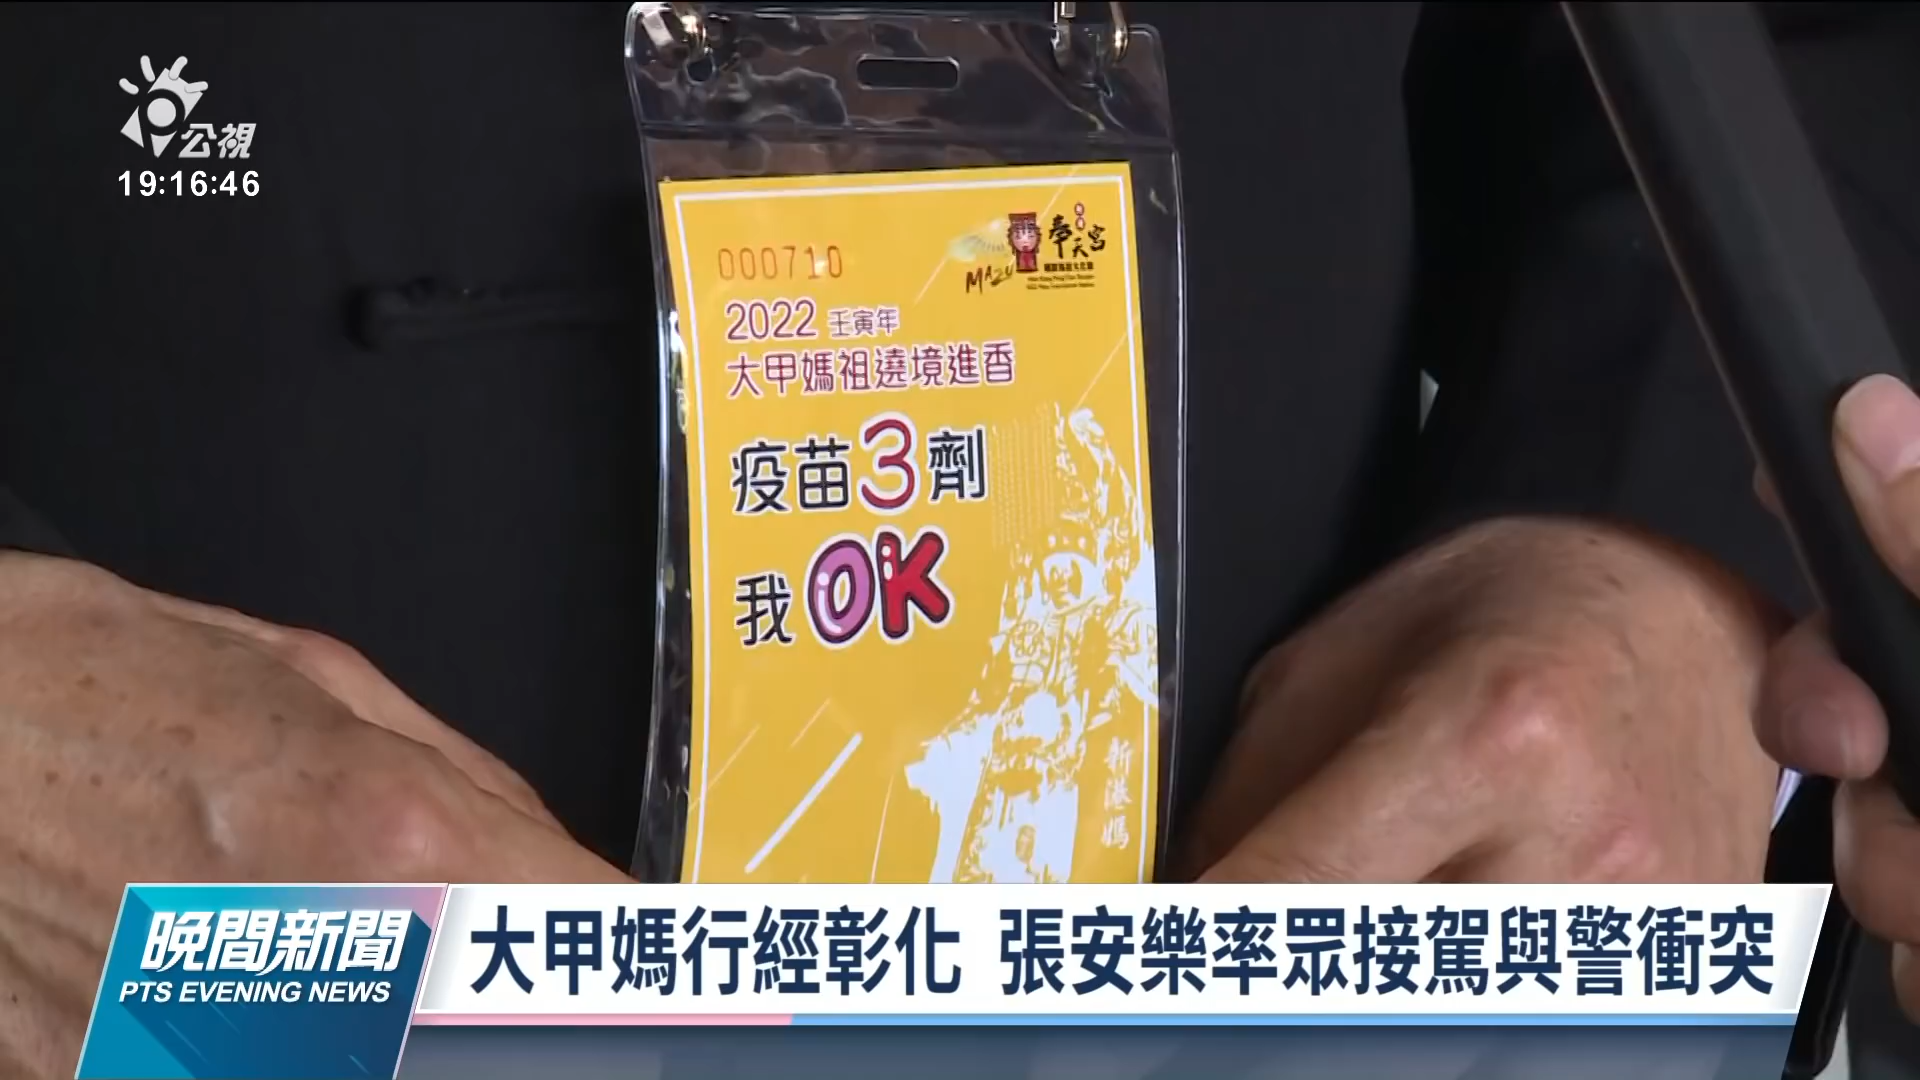 公視
19:16:46
000710
MAZU
奉天宮
2022 壬寅年
大甲媽祖遶境進香
疫苗3劑
我OK
新港媽
晚間新聞
PTS EVENING NEWS
大甲媽行經彰化 張安樂率眾接駕與警衝突